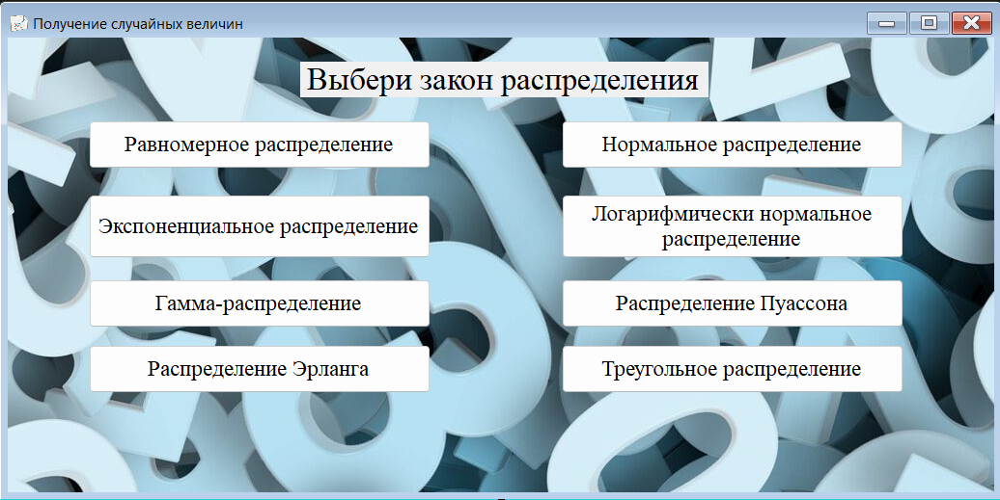 Получение случайных величин
Выбери закон распределения
Равномерное распределение
Нормальное распределение
Экспоненциальное распределение
Логарифмически нормальное
распределение
Гамма-распределение
Распределение Пуассона
Распределение Эрланга
Треугольное распределение